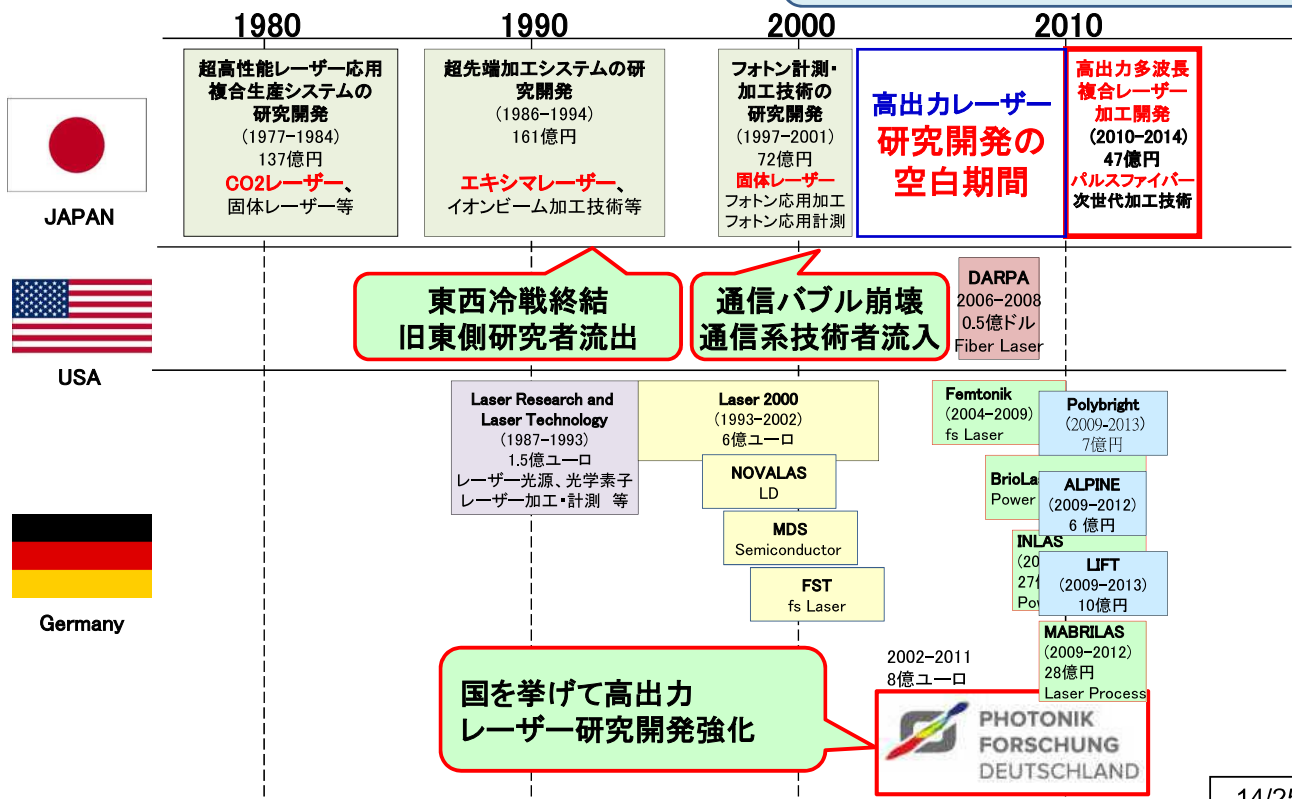 1980
1990
2000
2010
超高性能レーザー応用
複合生産システムの
研究開発
(1977-1984)
137億円
CO2レーザー、
固体レーザー等
超先端加工システムの研
究開発
(1986-1994)
161億円
エキシマレーザー、
イオンビーム加工技術等
フォトン計測・
加工技術の
研究開発
(1997-2001)
72億円
固体レーザー
フォトン応用加工
フォトン応用計測
高出力レーザー
研究開発の
空白期間
高出力多波長
複合レーザー
加工開発
(2010-2014)
47億円
パルスファイバー
次世代加工技術
JAPAN
東西冷戦終結
旧東側研究者流出
通信バブル崩壊
通信系技術者流入
DARPA
2006-2008
0.5億ドル
Fiber Laser
USA
Laser Research and
Laser Technology
(1987-1993)
1.5億ユーロ
レーザー光源、光学素子
レーザー加工・計測 等
Laser 2000
(1993-2002)
6億ユーロ
NOVALAS
LD
MDS
Semiconductor
FST
fs Laser
Femtonik
(2004-2009)
fs Laser
Polybright
(2009-2013)
7億円
Power
ALPINE
(2009-2012)
6 億円
INLAS
LIFT
(2009-2013)
10億円
MABRILAS
(2009-2012)
28億円
Laser Process
Germany
国を挙げて高出力
レーザー研究開発強化
2002-2011
8億ユーロ
PHOTONIK
FORSCHUNG
DEUTSCHLAND